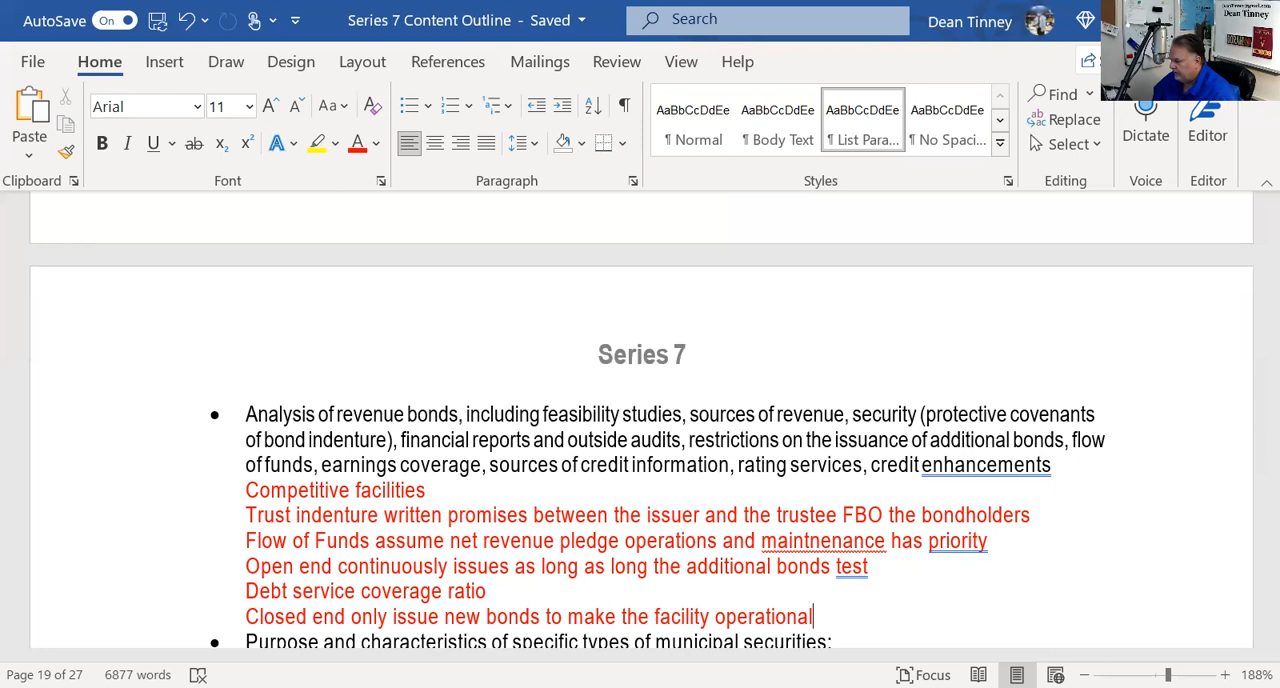 AutoSave On Series 7 Content Outline - Saved Search Dean Tinney
Dean Tinney
File Home Insert Draw Design Layout References Mailings Review View Help
Paste Arial 11 A A Aa A
B I U ab x2 x2 A A
AaBbCcDdEe AaBbCcDdEe AaBbCcDdEe AaBbCcDdEe
¶ Normal ¶ Body Text ¶ List Para... ¶ No Spaci...
Find
Replace
Select
Dictate Editor
Clipboard Font Paragraph Styles Editing Voice Editor
Series 7
• Analysis of revenue bonds, including feasibility studies, sources of revenue, security (protective covenants
of bond indenture), financial reports and outside audits, restrictions on the issuance of additional bonds, flow
of funds, earnings coverage, sources of credit information, rating services, credit enhancements
Competitive facilities
Trust indenture written promises between the issuer and the trustee FBO the bondholders
Flow of Funds assume net revenue pledge operations and maintnenance has priority
Open end continuously issues as long as long the additional bonds test
Debt service coverage ratio
Closed end only issue new bonds to make the facility operational
• Purpose and characteristics of specific types of municipal securities:
Page 19 of 27 6877 words Focus 188%